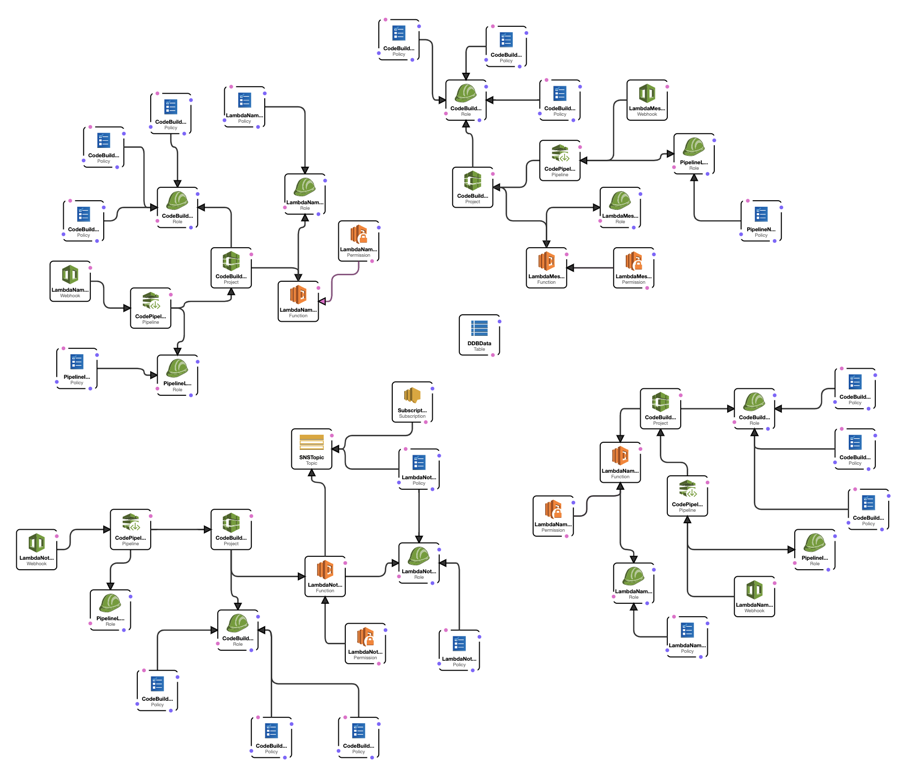 CodeBuild...
Policy
CodeBuild...
Policy
CodeBuild...
Role
CodeBuild...
Policy
LambdaMes...
Webhook
CodePipel...
Pipeline
PipelineL...
Role
CodeBuild...
Project
LambdaMes...
Role
PipelineN...
Policy
LambdaMes...
Function
LambdaMes...
Permission
CodeBuild...
Policy
LambdaNam...
Policy
CodeBuild...
Policy
CodeBuild...
Policy
CodeBuild...
Role
LambdaNam...
Role
LambdaNam...
Permission
LambdaNam...
Webhook
CodeBuild...
Project
CodePipel...
Pipeline
LambdaNam...
Function
PipelineL...
Policy
PipelineL...
Role
DDBData
Table
Subscript...
Subscription
SNSTopic
Topic
LambdaNot...
Policy
LambdaNot...
Webhook
CodePipel...
Pipeline
CodeBuild...
Project
LambdaNot...
Function
LambdaNot...
Role
PipelineL...
Role
CodeBuild...
Role
LambdaNot...
Permission
LambdaNot...
Policy
CodeBuild...
Policy
CodeBuild...
Policy
CodeBuild...
Policy
CodeBuild...
Project
CodeBuild...
Role
CodeBuild...
Policy
LambdaNam...
Function
CodeBuild...
Policy
CodePipel...
Pipeline
LambdaNam...
Permission
CodeBuild...
Policy
PipelineL...
Role
LambdaNam...
Role
LambdaNam...
Webhook
LambdaNam...
Policy